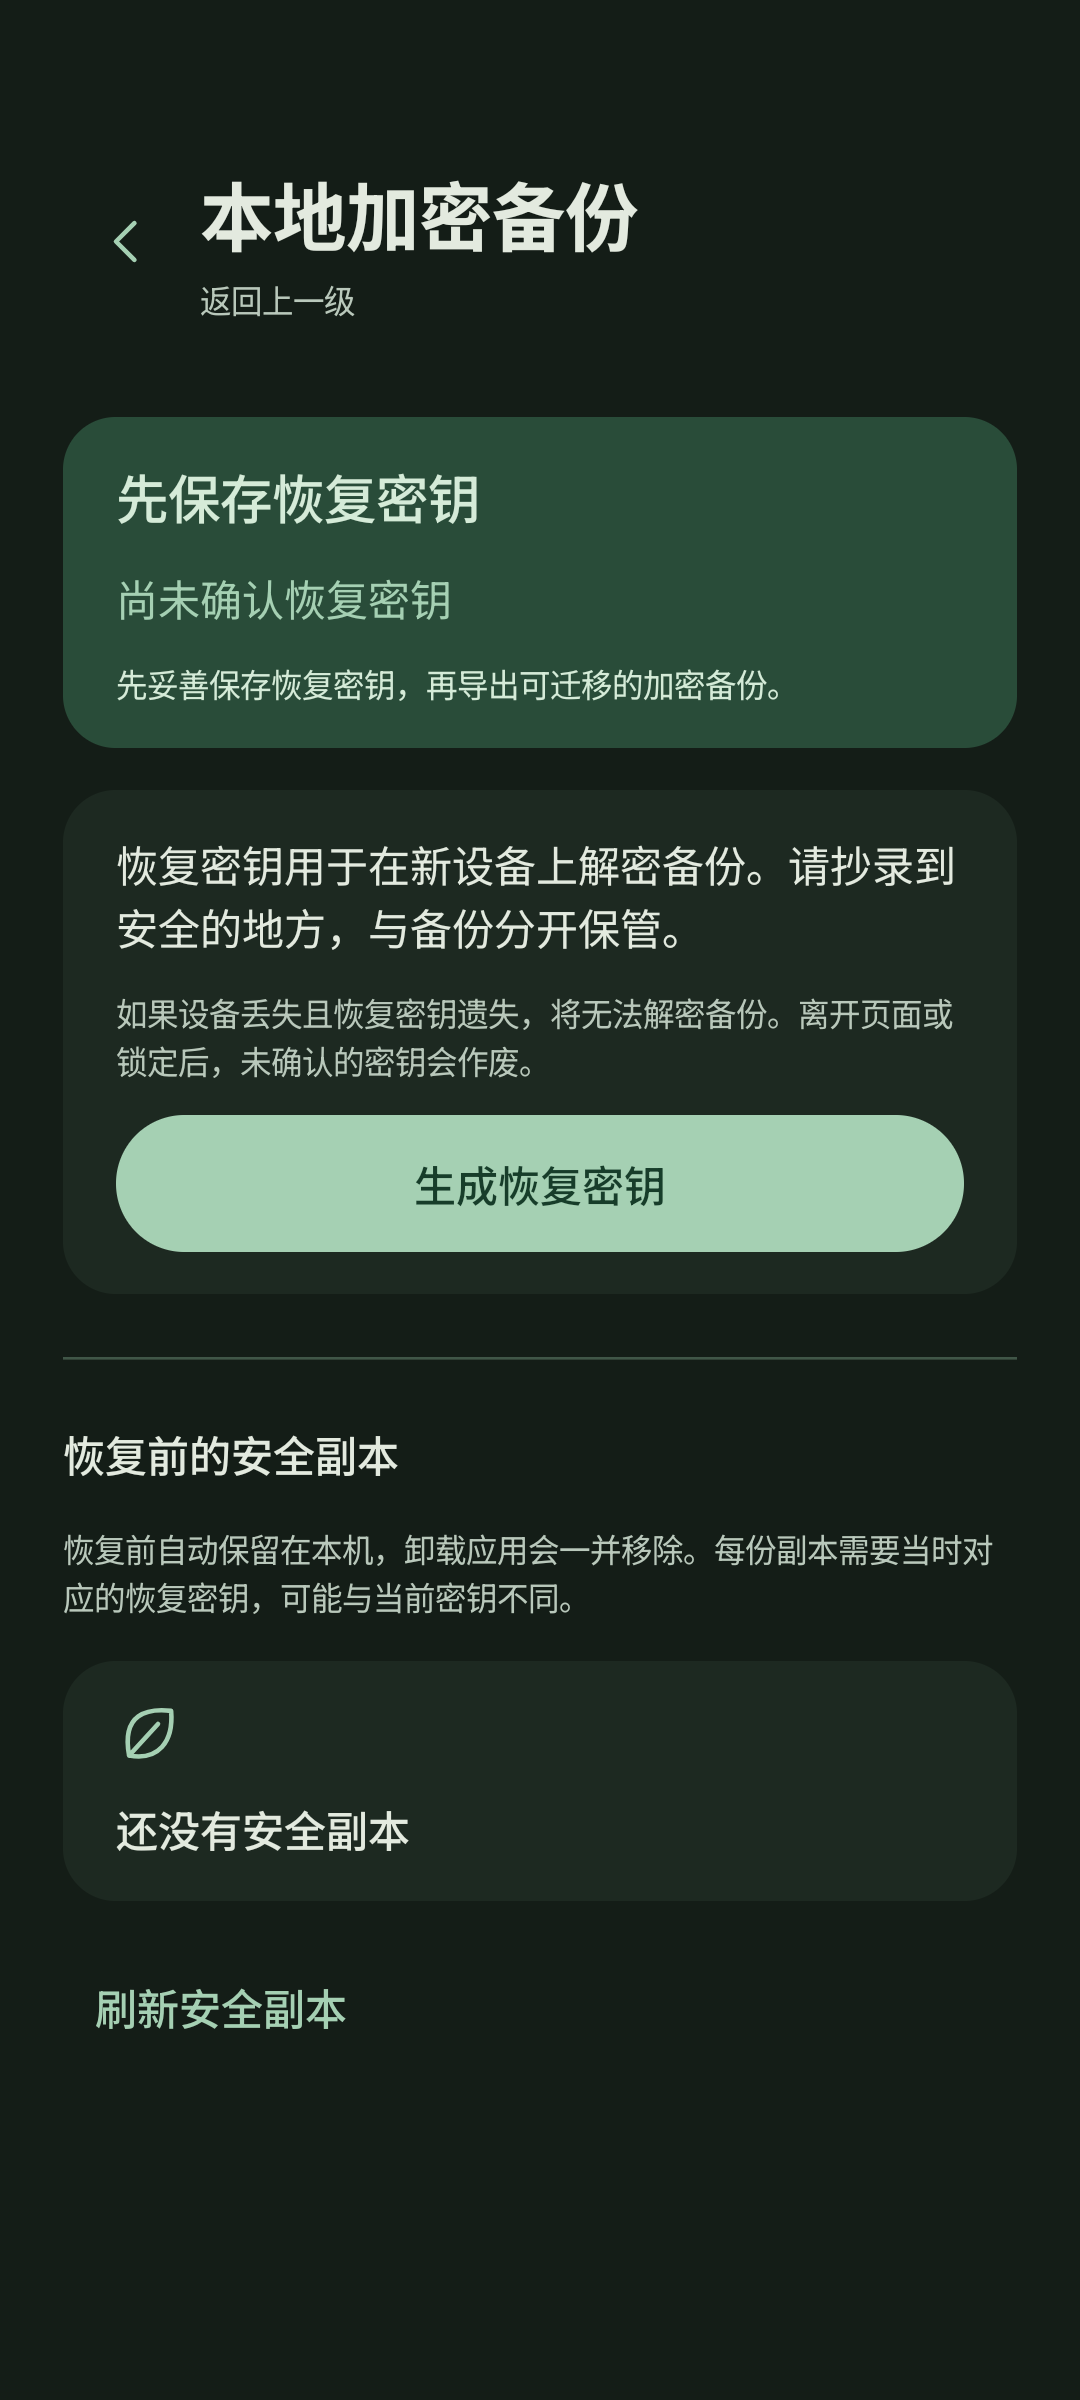 本地加密备份
返回上一级
先保存恢复密钥
尚未确认恢复密钥
先妥善保存恢复密钥，再导出可迁移的加密备份。
恢复密钥用于在新设备上解密备份。请抄录到
安全的地方，与备份分开保管。
如果设备丢失且恢复密钥遗失，将无法解密备份。离开页面或
锁定后，未确认的密钥会作废。
生成恢复密钥
恢复前的安全副本
恢复前自动保留在本机，卸载应用会一并移除。每份副本需要当时对
应的恢复密钥，可能与当前密钥不同。
还没有安全副本
刷新安全副本